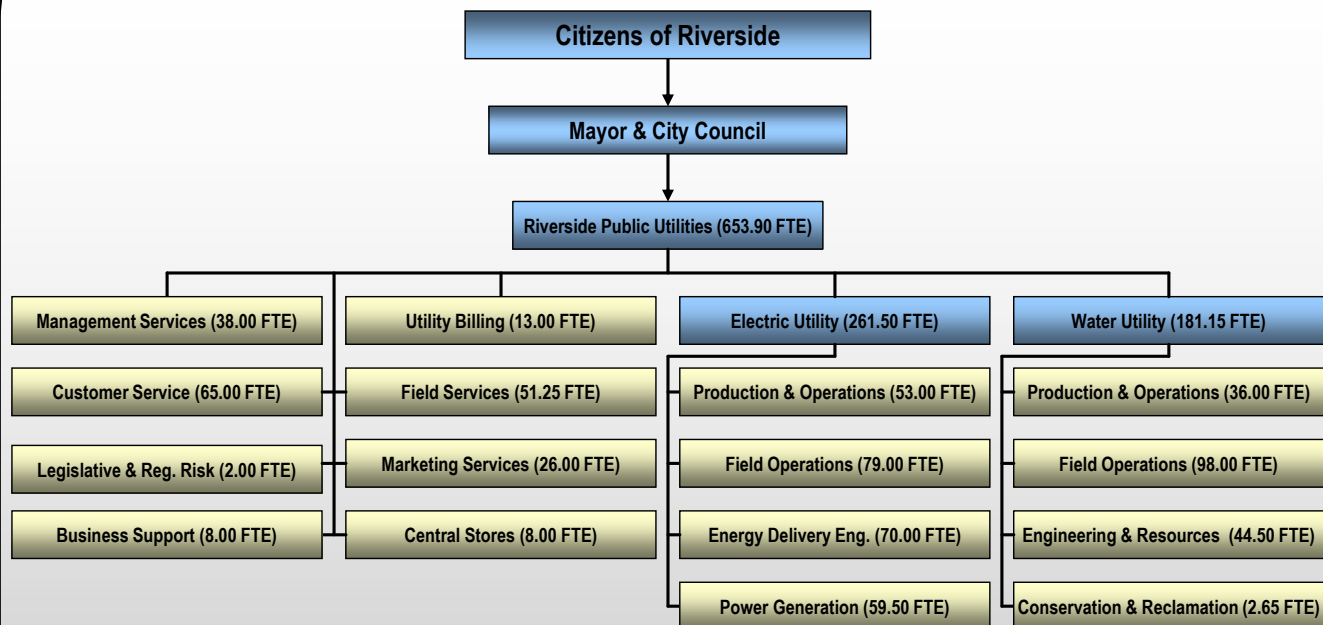 Citizens of Riverside
Mayor & City Council
Riverside Public Utilities (653.90 FTE)
Management Services (38.00 FTE)
Utility Billing (13.00 FTE)
Electric Utility (261.50 FTE)
Water Utility (181.15 FTE)
Customer Service (65.00 FTE)
Field Services (51.25 FTE)
Production & Operations (53.00 FTE)
Production & Operations (36.00 FTE)
Legislative & Reg. Risk (2.00 FTE)
Marketing Services (26.00 FTE)
Field Operations (79.00 FTE)
Field Operations (98.00 FTE)
Business Support (8.00 FTE)
Central Stores (8.00 FTE)
Energy Delivery Eng. (70.00 FTE)
Engineering & Resources (44.50 FTE)
Power Generation (59.50 FTE)
Conservation & Reclamation (2.65 FTE)